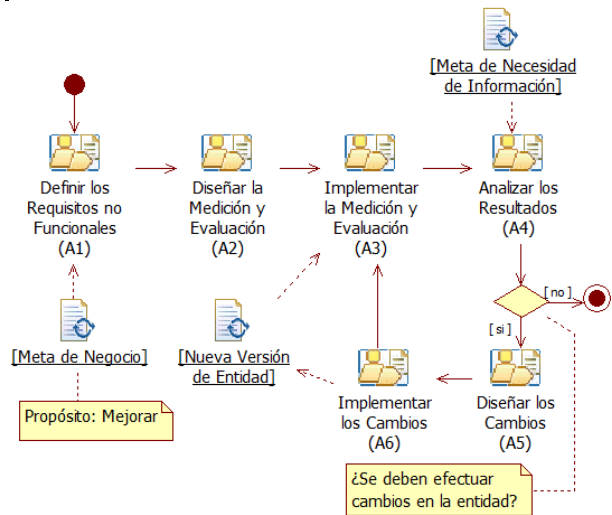 [Meta de Necesidad
de Información]
Definir los
Requisitos no
Funcionales
(A1)
Diseñar la
Medición y
Evaluación
(A2)
Implementar
la Medición y
Evaluación
(A3)
Analizar los
Resultados
(A4)
[ no ]
[ si ]
[Meta de Negocio]
[Nueva Versión
de Entidad]
Implementar
los Cambios
(A6)
Diseñar los
Cambios
(A5)
Propósito: Mejorar
¿Se deben efectuar
cambios en la entidad?